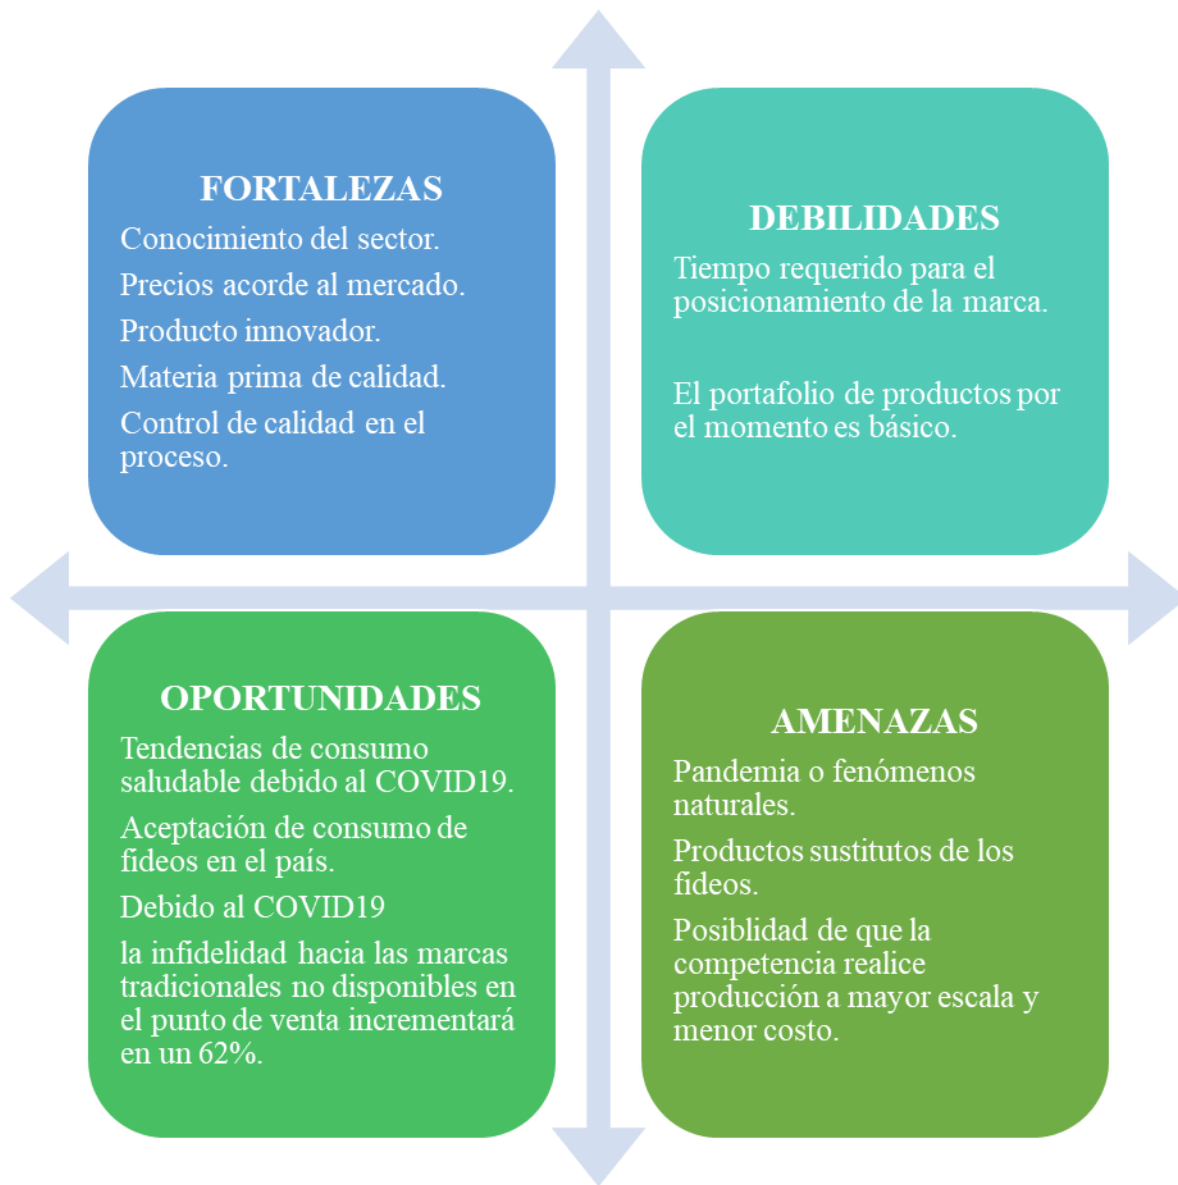 FORTALEZAS
Conocimiento del sector.
Precios acorde al mercado.
Producto innovador.
Materia prima de calidad.
Control de calidad en el
proceso.
DEBILIDADES
Tiempo requerido para el
posicionamiento de la marca.
El portafolio de productos por
el momento es básico.
OPORTUNIDADES
Tendencias de consumo
saludable debido al COVID19.
Aceptación de consumo de
fideos en el país.
Debido al COVID19
la infidelidad hacia las marcas
tradicionales no disponibles en
el punto de venta incrementará
en un 62%.
AMENAZAS
Pandemia o fenómenos
naturales.
Productos sustitutos de los
fideos.
Posiblidad de que la
competencia realice
producción a mayor escala y
menor costo.